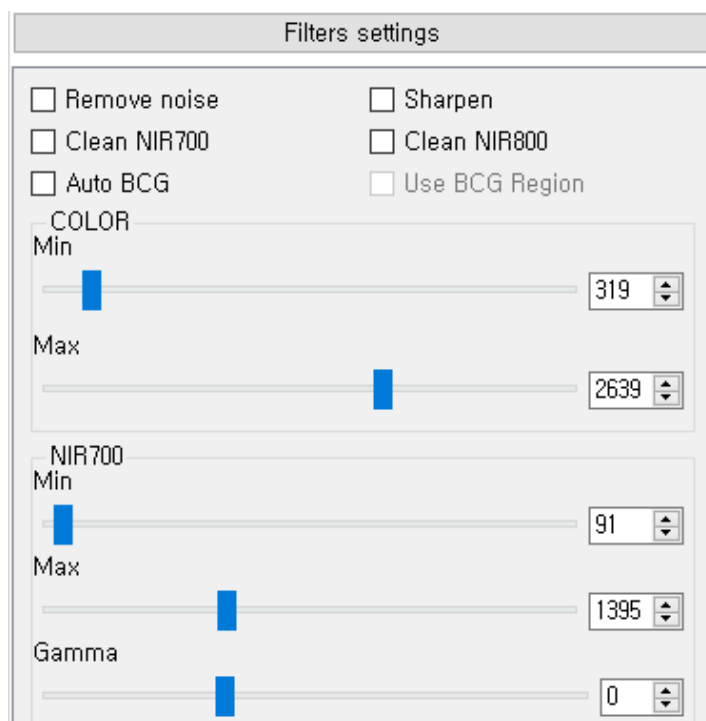 Filters settings
Remove noise Sharpen
Clean NIR700 Clean NIR800
Auto BCG Use BCG Region
COLOR
Min
319
Max
2639
NIR700
Min
91
Max
1395
Gamma
0